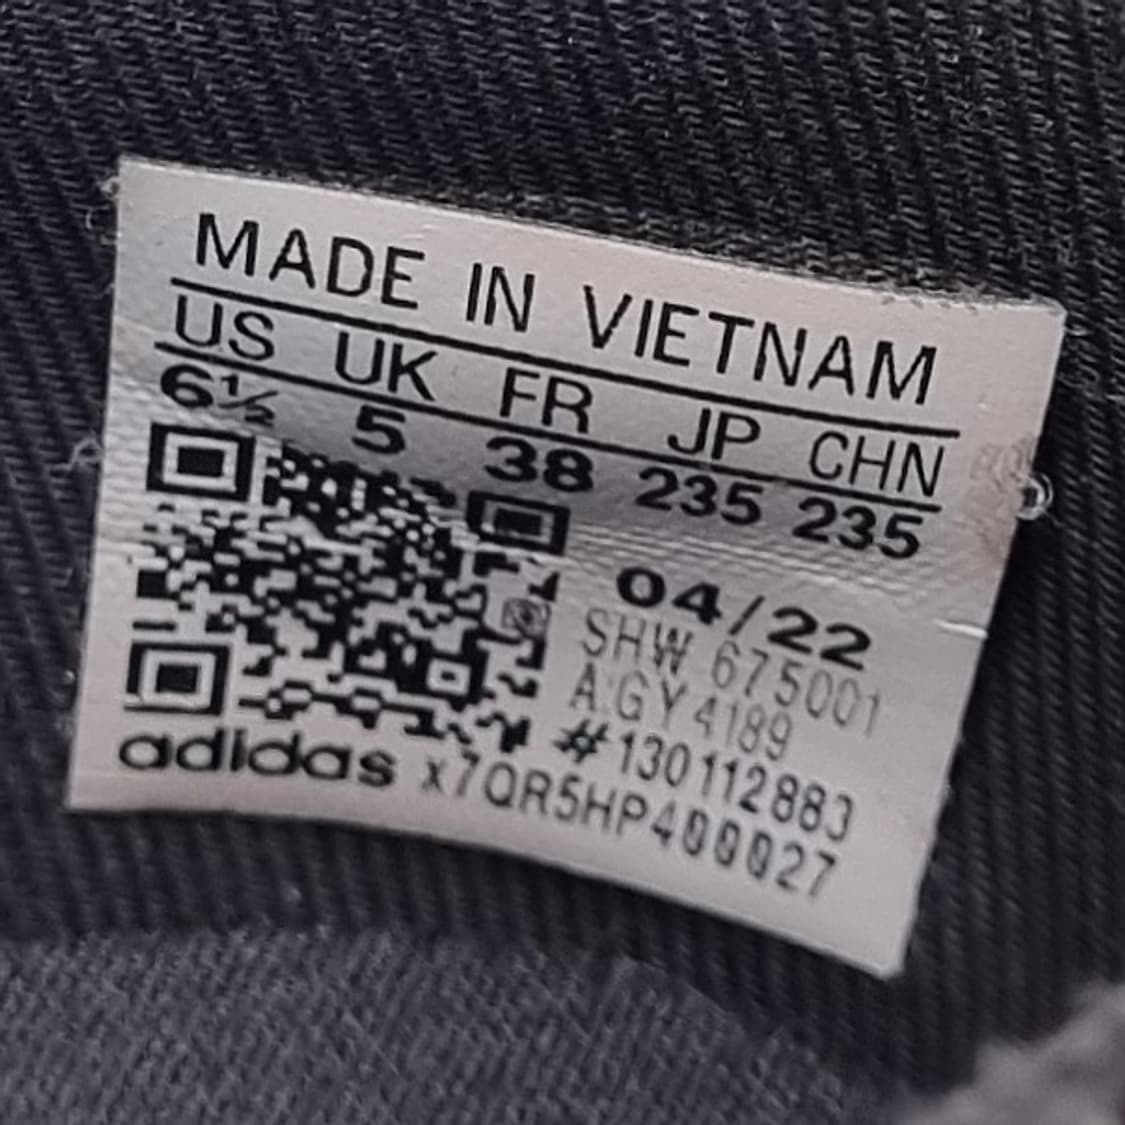 MADE IN VIETNAM
US UK FR JP CHN
6½ 5 38 235 235
04/22
SHW 675001
A:GY4189
#130112883
adidas x7QR5HP400027